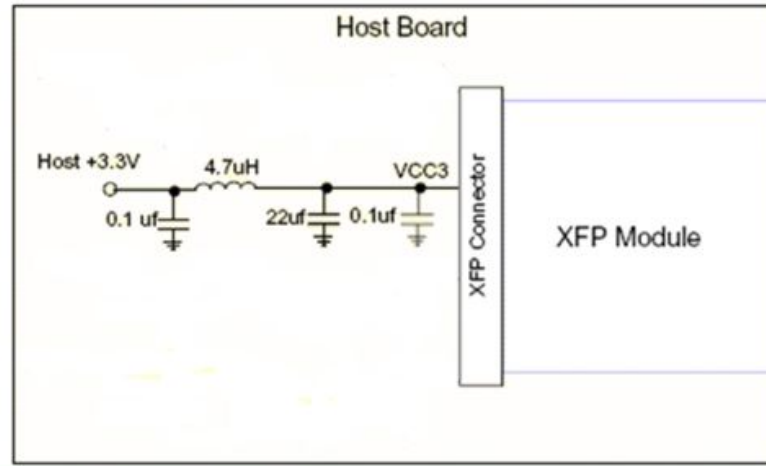 Host Board
Host +3.3V
4.7uH
VCC3
0.1 uf
22uf
0.1uf
XFP Connector
XFP Module